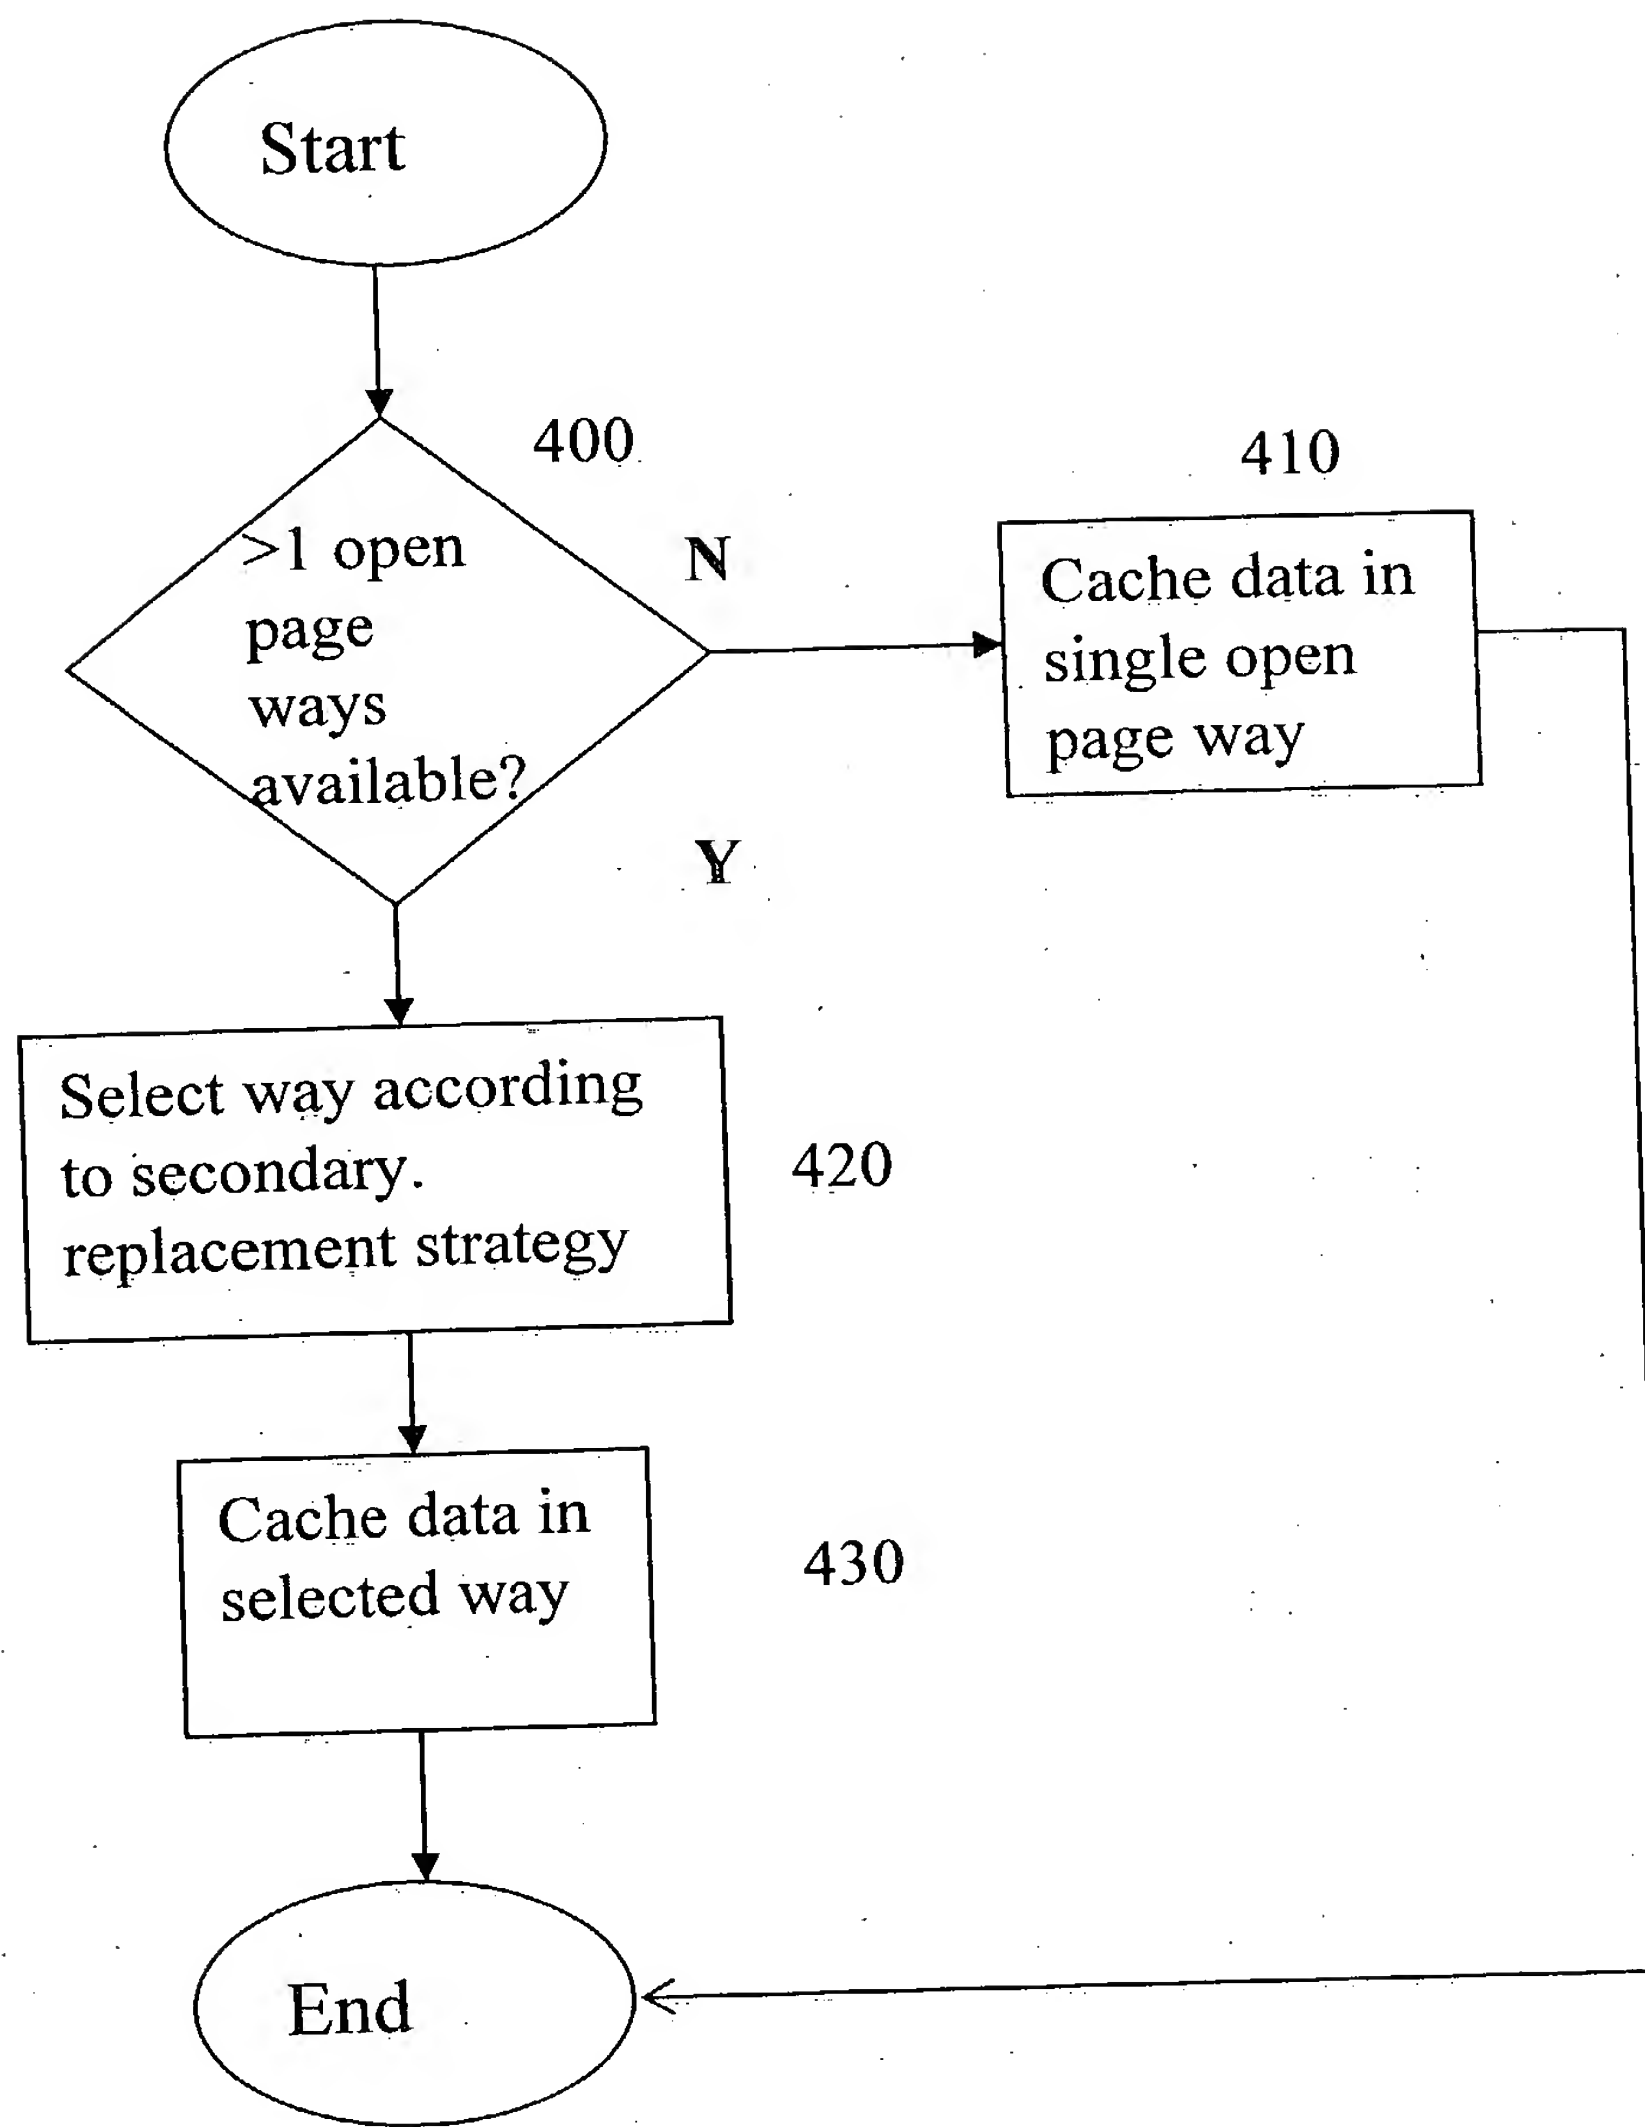 Start
400
>1 open
page
ways
available?
N
Y
410
Cache data in
single open
page way
Select way according
to secondary.
replacement strategy
420
Cache data in
selected way
430
End